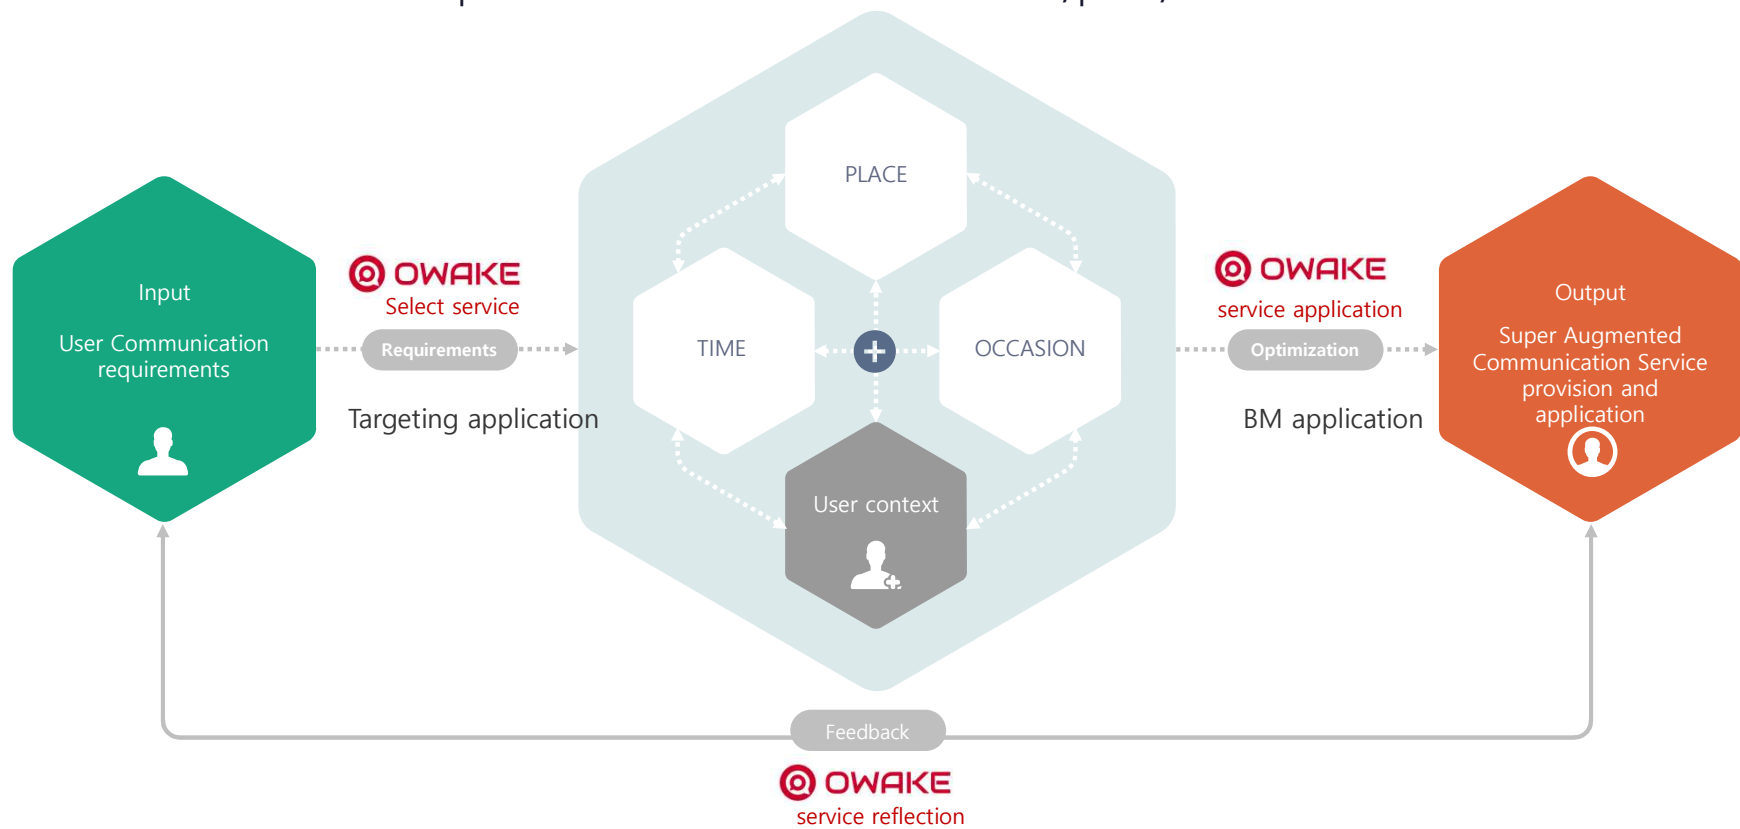 PLACE
Input
User Communication
requirements
OWAKE
Select service
Requirements
Targeting application
TIME
OCCASION
User context
OWAKE
service application
Optimization
BM application
Output
Super Augmented
Communication Service
provision and
application
Feedback
OWAKE
service reflection